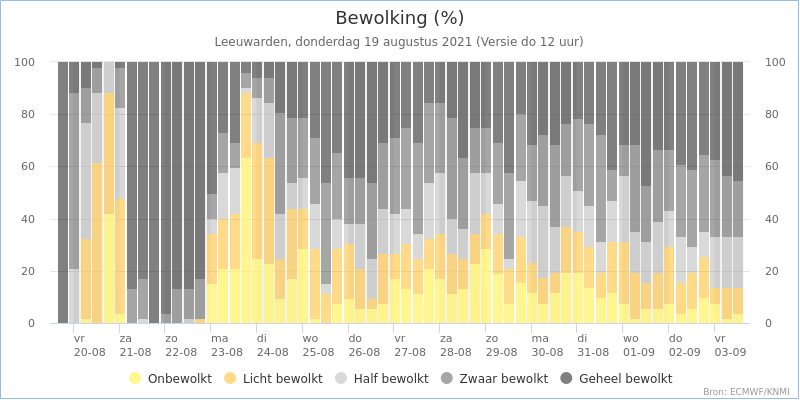 Bewolking (%)
Leeuwarden, donderdag 19 augustus 2021 (Versie do 12 uur)
100 100
80 80
60 60
40 40
20 20
0 0
vr za zo ma di wo do vr za zo ma di wo do vr
20-08 21-08 22-08 23-08 24-08 25-08 26-08 27-08 28-08 29-08 30-08 31-08 01-09 02-09 03-09
Onbewolkt Licht bewolkt Half bewolkt Zwaar bewolkt Geheel bewolkt
Bron: ECMWF/KNMI